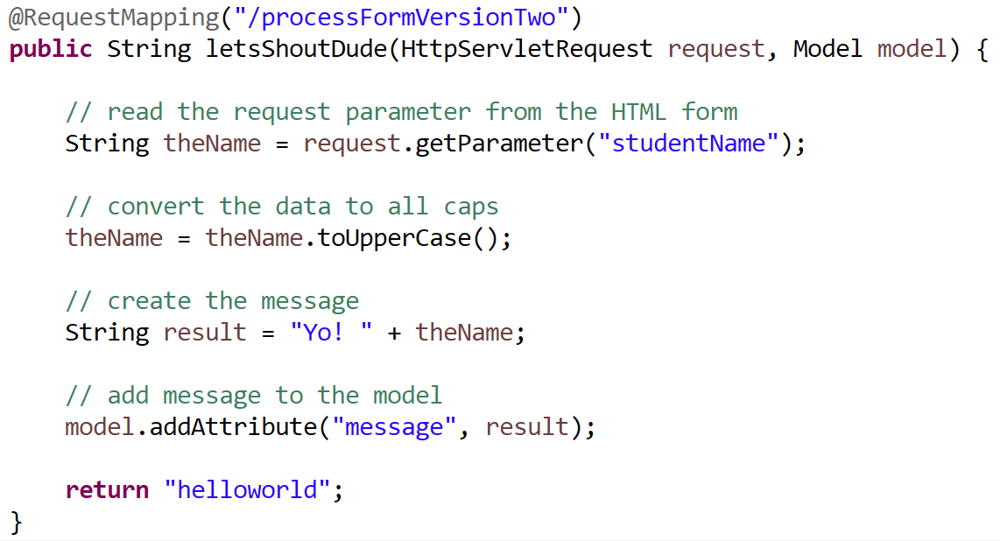 @RequestMapping("/processFormVersionTwo")
public String letsShoutDude(HttpServletRequest request, Model model) {
// read the request parameter from the HTML form
String theName = request.getParameter("studentName");
// convert the data to all caps
theName = theName.toUpperCase();
// create the message
String result = "Yo! " + theName;
// add message to the model
model.addAttribute("message", result);
return "helloworld";
}